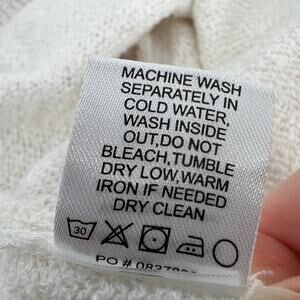 MACHINE WASH
SEPARATELY IN
COLD WATER,
WASH INSIDE
OUT,DO NOT
BLEACH,TUMBLE
DRY LOW,WARM
IRON IF NEEDED
DRY CLEAN
30
PO #